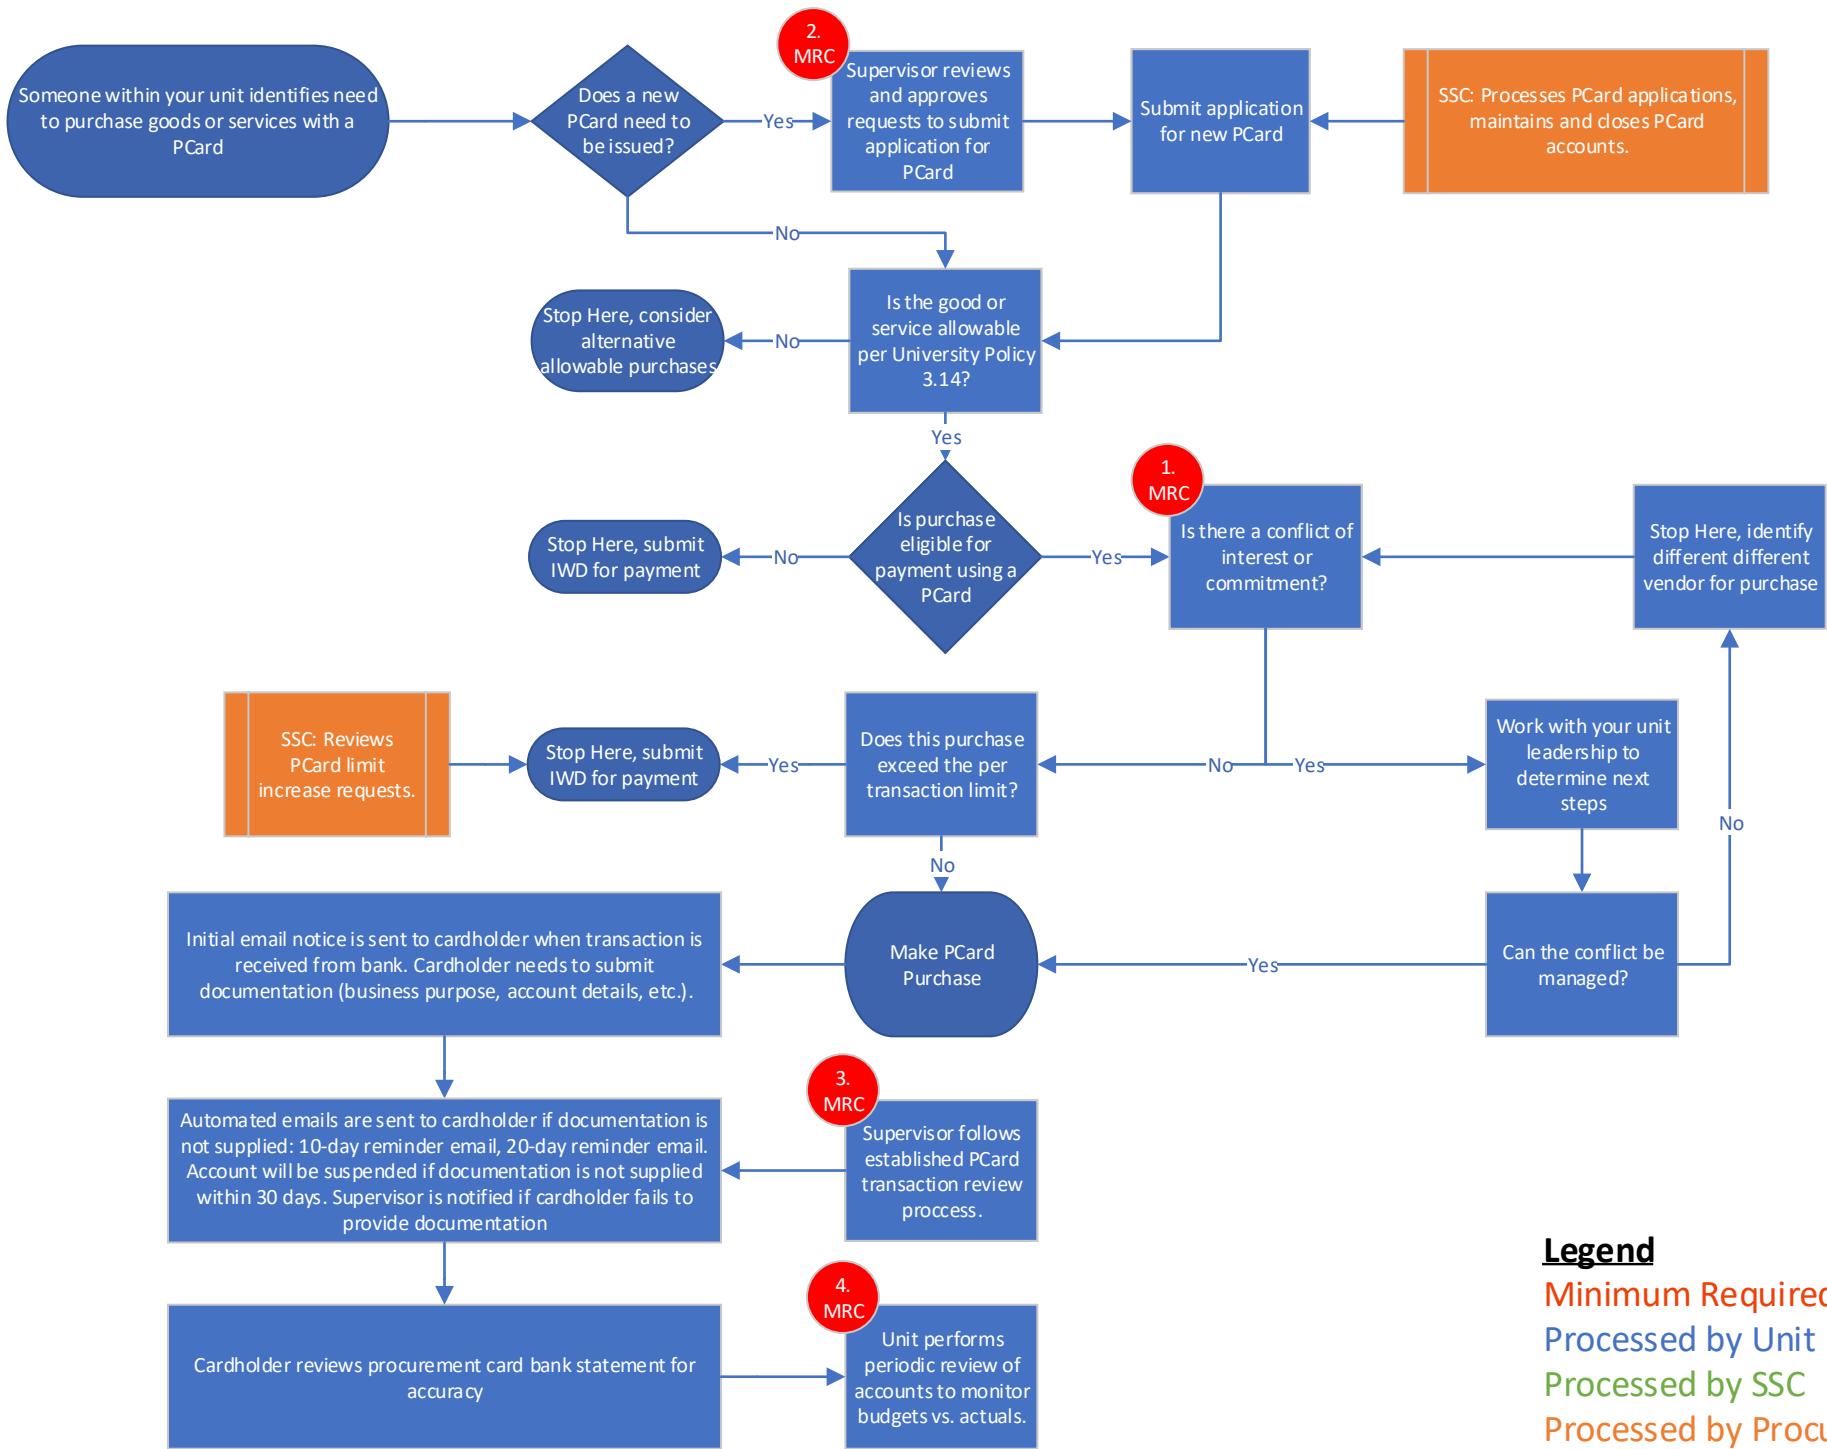 Someone within your unit identifies need
to purchase goods or services with a
PCard
Does a new
PCard need to
be issued?
Yes
2.
MRC
Supervisor reviews
and approves
requests to submit
application for
PCard
Submit application
for new PCard
SSC: Processes PCard applications,
maintains and closes PCard
accounts.
No
Stop Here, consider
alternative
allowable purchases
No
Is the good or
service allowable
per University Policy
3.14?
Yes
Stop Here, submit
IWD for payment
No
Is purchase
eligible for
payment using a
PCard
Yes
1.
MRC
Is there a conflict of
interest or
commitment?
Stop Here, identify
different different
vendor for purchase
SSC: Reviews
PCard limit
increase requests.
Stop Here, submit
IWD for payment
Yes
Does this purchase
exceed the per
transaction limit?
No
Yes
Work with your unit
leadership to
determine next
steps
No
No
Initial email notice is sent to cardholder when transaction is
received from bank. Cardholder needs to submit
documentation (business purpose, account details, etc.).
Make PCard
Purchase
Yes
Can the conflict be
managed?
Automated emails are sent to cardholder if documentation is
not supplied: 10-day reminder email, 20-day reminder email.
Account will be suspended if documentation is not supplied
within 30 days. Supervisor is notified if cardholder fails to
provide documentation
3.
MRC
Supervisor follows
established PCard
transaction review
proccess.
Cardholder reviews procurement card bank statement for
accuracy
4.
MRC
Unit performs
periodic review of
accounts to monitor
budgets vs. actuals.
Legend
Minimum Required
Processed by Unit
Processed by SSC
Processed by Procu